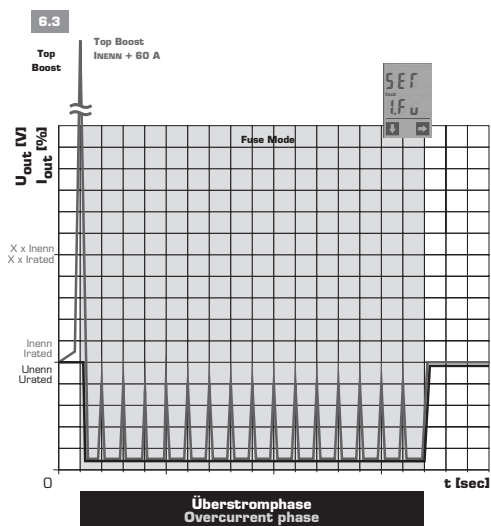 6.3
Top
Boost
Top Boost
INENN + 60 A
SET
Iout
I.Fu
Uout [V]
Iout [%]
Fuse Mode
X x Inenn
X x Irated
Inenn
Irated
Unenn
Urated
0
t [sec]
Überstromphase
Overcurrent phase